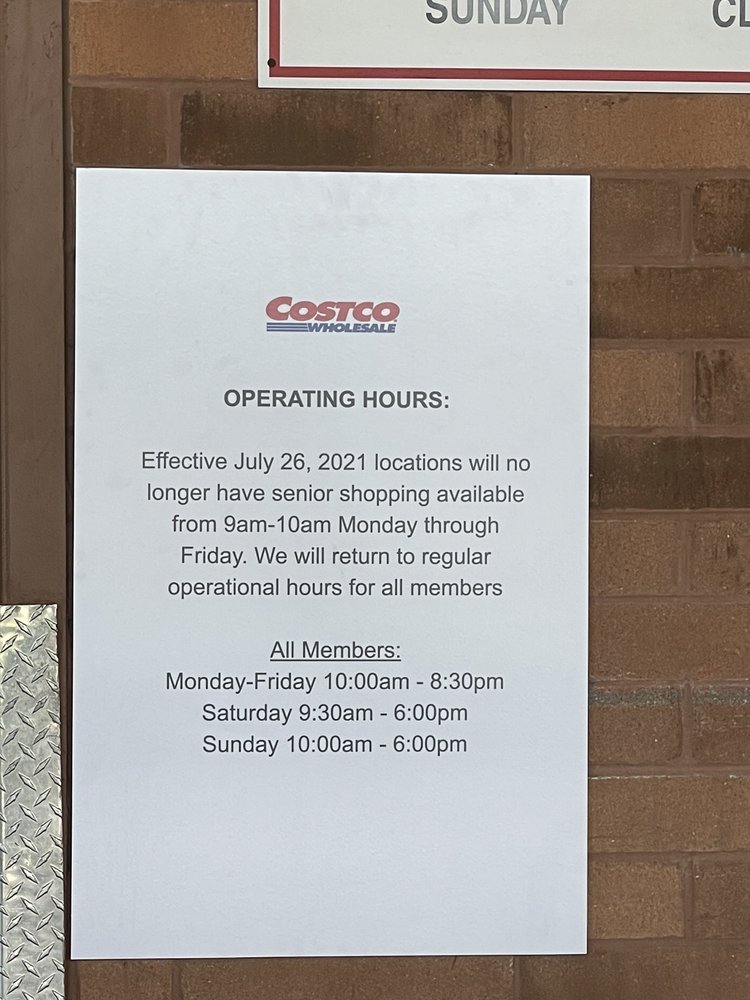 SUNDAY
COSTCO
WHOLESALE
OPERATING HOURS:
Effective July 26, 2021 locations will no
longer have senior shopping available
from 9am-10am Monday through
Friday. We will return to regular
operational hours for all members
All Members:
Monday-Friday 10:00am - 8:30pm
Saturday 9:30am - 6:00pm
Sunday 10:00am - 6:00pm